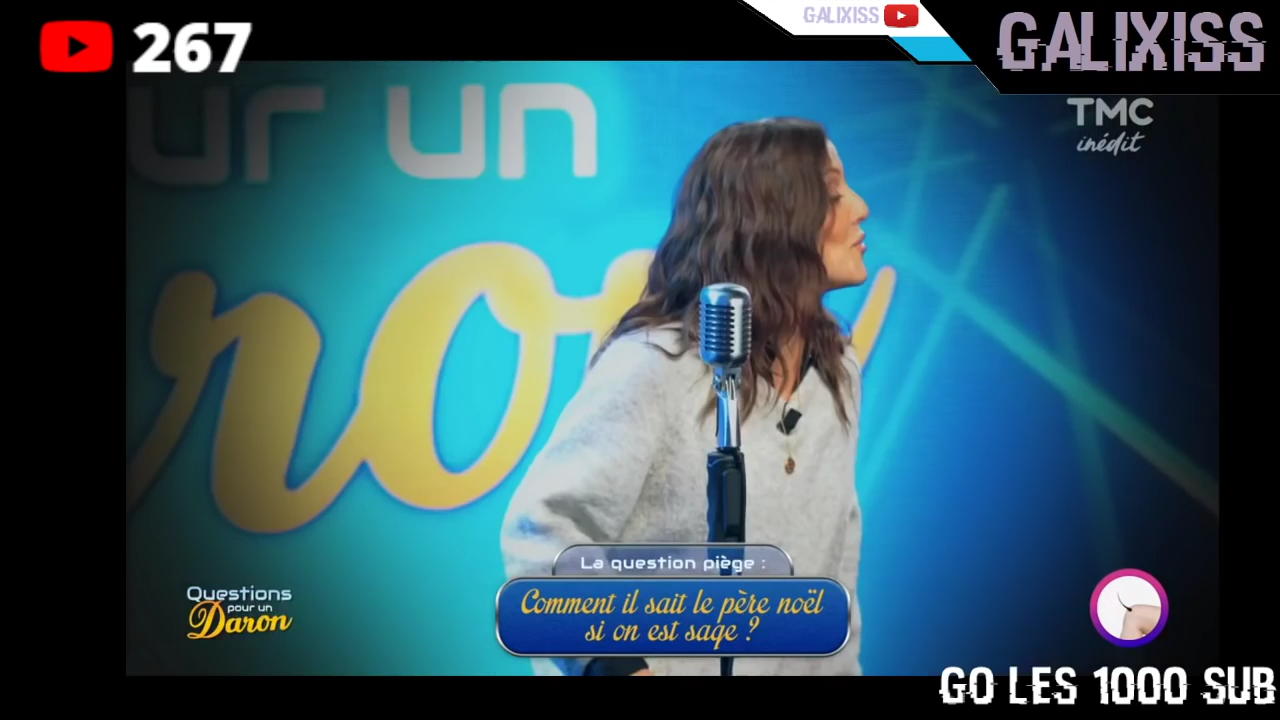 267
GALIXISS
GALIXISS
TMC
inédit
ur un
ron
La question piège :
Comment il sait le père noël
si on est sage ?
Questions
pour un
Daron
GO LES 1000 SUB